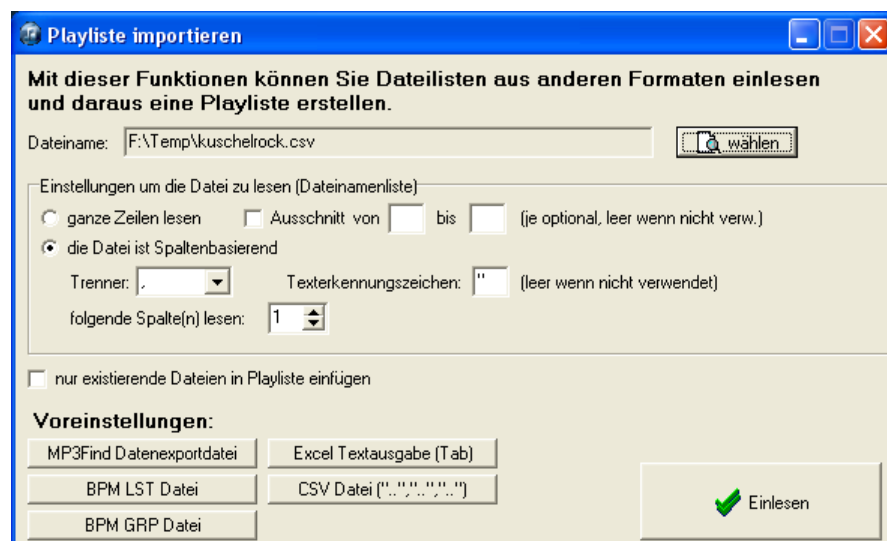 Playliste importieren
Mit dieser Funktionen können Sie Dateilisten aus anderen Formaten einlesen
und daraus eine Playliste erstellen.
Dateiname: F:\Temp\kuschelrock.csv wählen
Einstellungen um die Datei zu lesen (Dateinamenliste)
ganze Zeilen lesen Ausschnitt von bis (je optional, leer wenn nicht verw.)
die Datei ist Spaltenbasierend
Trenner: , Texterkennungszeichen: " (leer wenn nicht verwendet)
folgende Spalte(n) lesen: 1
nur existierende Dateien in Playliste einfügen
Voreinstellungen:
MP3Find Datenexportdatei Excel Textausgabe (Tab)
BPM LST Datei CSV Datei ("..","..","..")
Einlesen
BPM GRP Datei